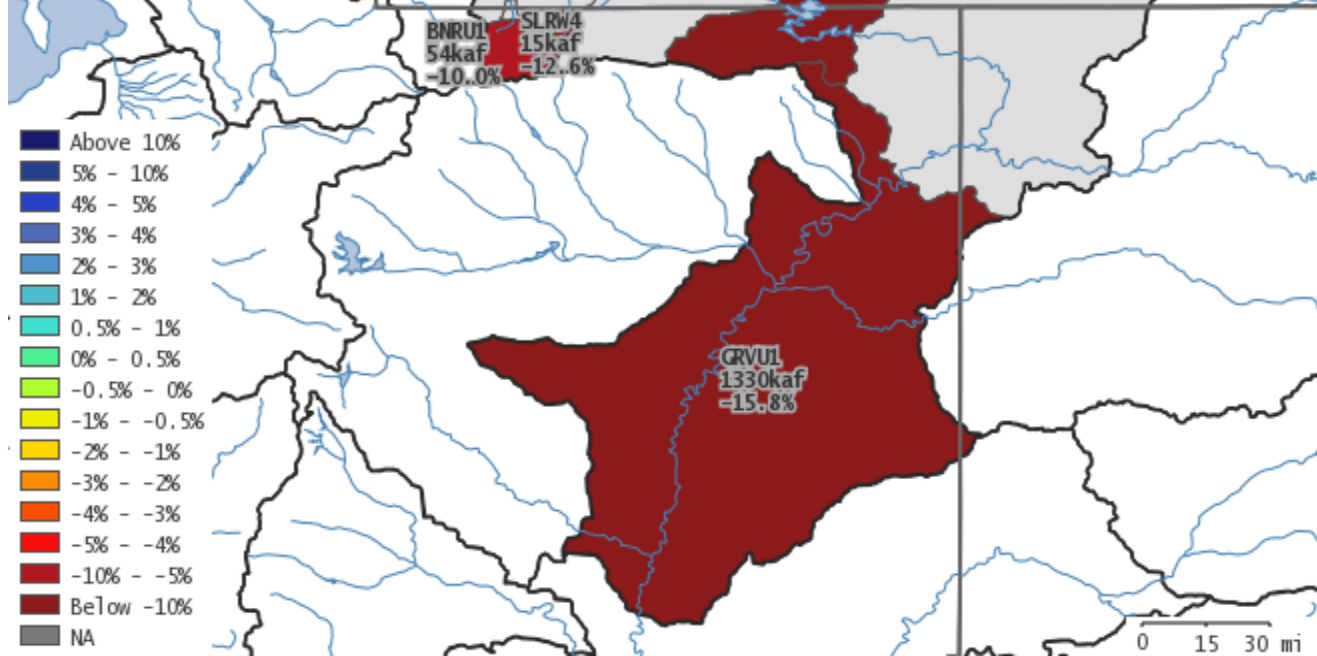 BNRU1
54kaf
-10.0%
SLRW4
15kaf
-12.6%
Above 10%
5% - 10%
4% - 5%
3% - 4%
2% - 3%
1% - 2%
0.5% - 1%
0% - 0.5%
-0.5% - 0%
-1% - -0.5%
-2% - -1%
-3% - -2%
-4% - -3%
-5% - -4%
-10% - -5%
Below -10%
NA
GRVU1
1330kaf
-15.8%
0 15 30 mi